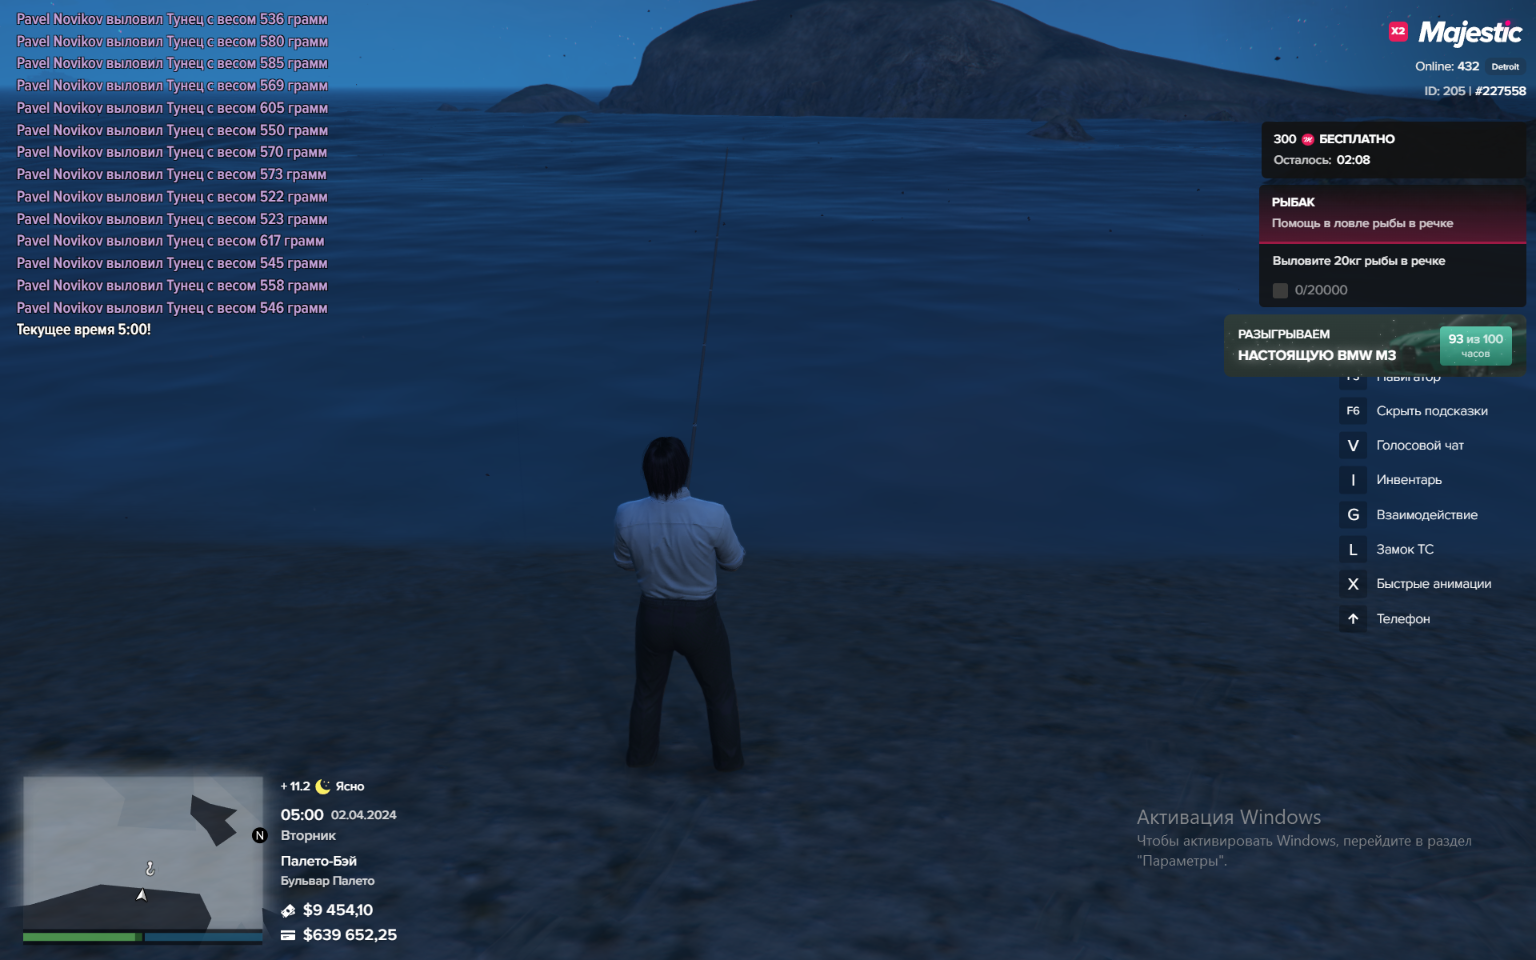 Pavel Novikov выловил Тунец с весом 536 грамм
Pavel Novikov выловил Тунец с весом 580 грамм
Pavel Novikov выловил Тунец с весом 585 грамм
Pavel Novikov выловил Тунец с весом 569 грамм
Pavel Novikov выловил Тунец с весом 605 грамм
Pavel Novikov выловил Тунец с весом 550 грамм
Pavel Novikov выловил Тунец с весом 570 грамм
Pavel Novikov выловил Тунец с весом 573 грамм
Pavel Novikov выловил Тунец с весом 522 грамм
Pavel Novikov выловил Тунец с весом 523 грамм
Pavel Novikov выловил Тунец с весом 617 грамм
Pavel Novikov выловил Тунец с весом 545 грамм
Pavel Novikov выловил Тунец с весом 558 грамм
Pavel Novikov выловил Тунец с весом 546 грамм
Текущее время 5:00!
X2 Majestic
Online: 432 Detroit
ID: 205 | #227558
300 БЕСПЛАТНО
Осталось: 02:08
РЫБАК
Помощь в ловле рыбы в речке
Выловите 20кг рыбы в речке
0/20000
РАЗЫГРЫВАЕМ
НАСТОЯЩУЮ BMW M3
93 из 100
часов
Навигатор
F6 Скрыть подсказки
V Голосовой чат
I Инвентарь
G Взаимодействие
L Замок ТС
X Быстрые анимации
Телефон
N
+ 11.2 Ясно
05:00 02.04.2024
Вторник
Палето-Бэй
Бульвар Палето
$9 454,10
$639 652,25
Активация Windows
Чтобы активировать Windows, перейдите в раздел
"Параметры".